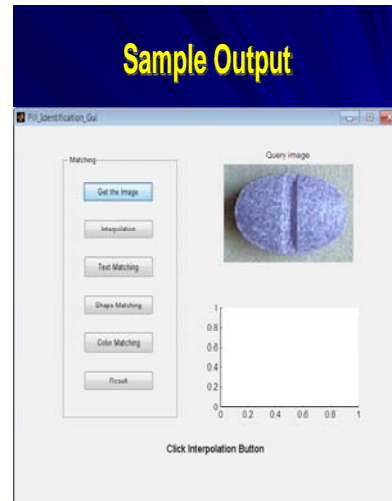 Sample Output
Pill_Identification_Gui
Matching
Get the Image
Interpolation
Text Matching
Shape Matching
Color Matching
Result
Query image
1
0.8
0.6
0.4
0.2
0
0 0.2 0.4 0.6 0.8 1
Click Interpolation Button